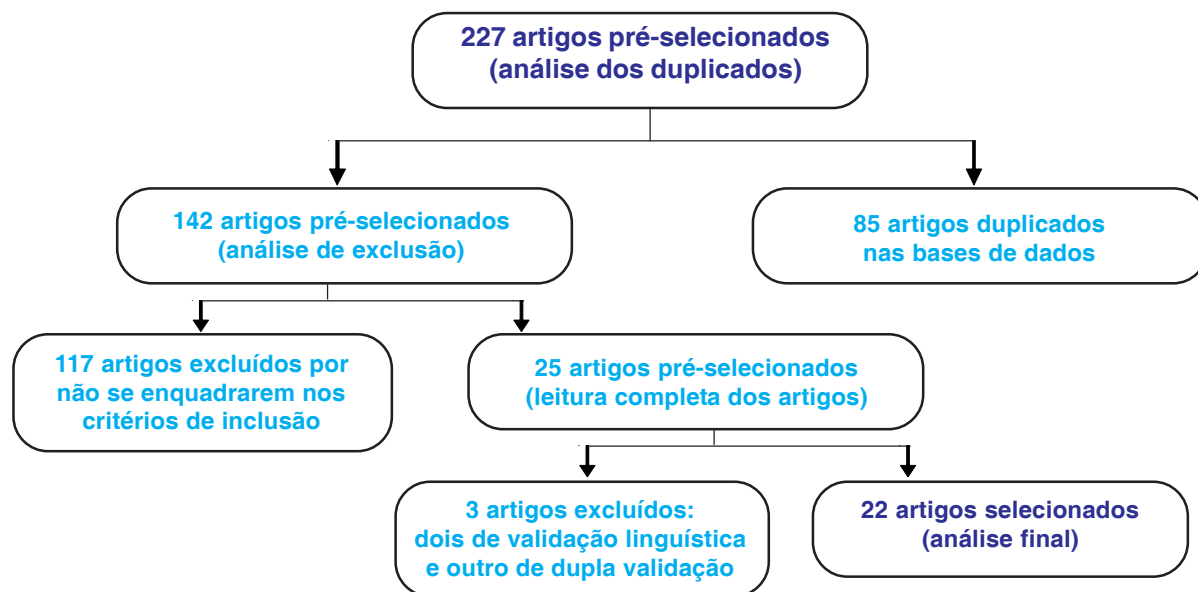 227 artigos pré-selecionados
(análise dos duplicados)
142 artigos pré-selecionados
(análise de exclusão)
85 artigos duplicados
nas bases de dados
117 artigos excluídos por
não se enquadrarem nos
critérios de inclusão
25 artigos pré-selecionados
(leitura completa dos artigos)
3 artigos excluídos:
dois de validação linguística
e outro de dupla validação
22 artigos selecionados
(análise final)